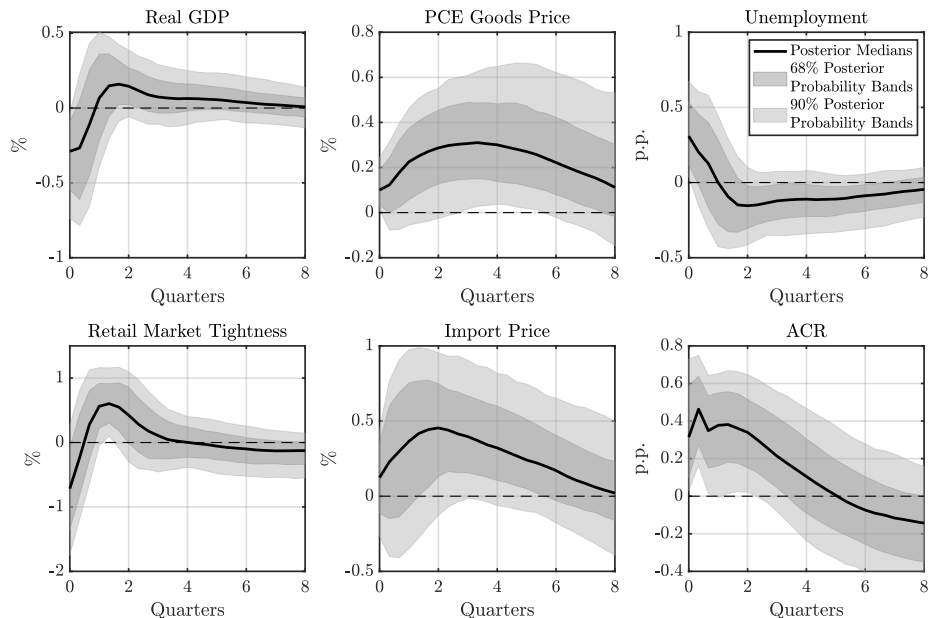 Real GDP
0.5
0
-0.5
-1
%
0 2 4 6 8
Quarters
PCE Goods Price
0.8
0.6
0.4
0.2
0
-0.2
%
0 2 4 6 8
Quarters
Unemployment
1
0.5
0
-0.5
p.p.
0 2 4 6 8
Quarters
Posterior Medians
68% Posterior
Probability Bands
90% Posterior
Probability Bands
Retail Market Tightness
1
0
-1
-2
%
0 2 4 6 8
Quarters
Import Price
1
0.5
0
-0.5
%
0 2 4 6 8
Quarters
ACR
0.8
0.6
0.4
0.2
0
-0.2
-0.4
p.p.
0 2 4 6 8
Quarters